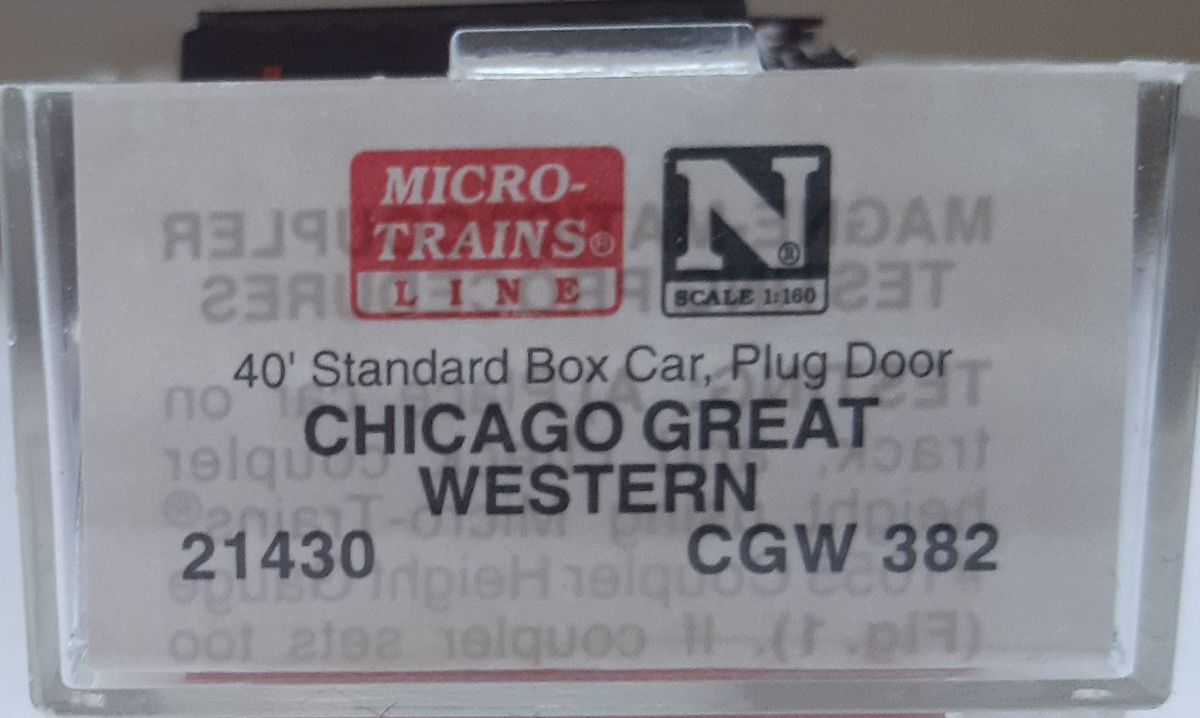 MICRO-
TRAINS®
LINE
N®
SCALE 1:160
40' Standard Box Car, Plug Door
CHICAGO GREAT
WESTERN
21430 CGW 382